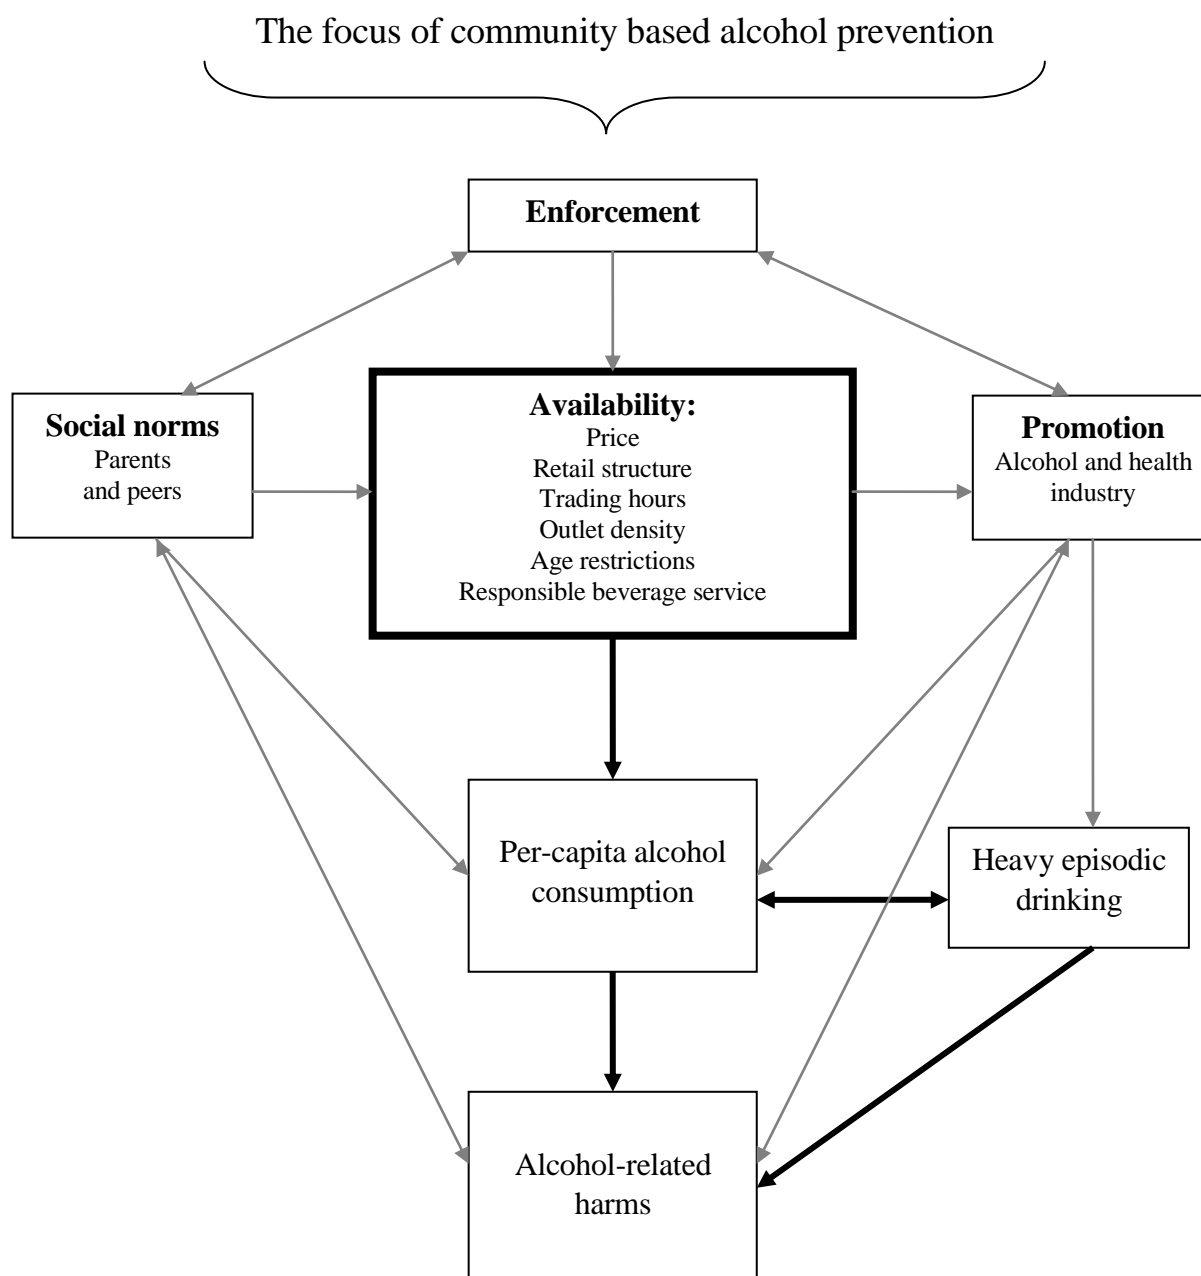 The focus of community based alcohol prevention
Enforcement
Social norms
Parents
and peers
Availability:
Price
Retail structure
Trading hours
Outlet density
Age restrictions
Responsible beverage service
Promotion
Alcohol and health
industry
Per-capita alcohol
consumption
Heavy episodic
drinking
Alcohol-related
harms